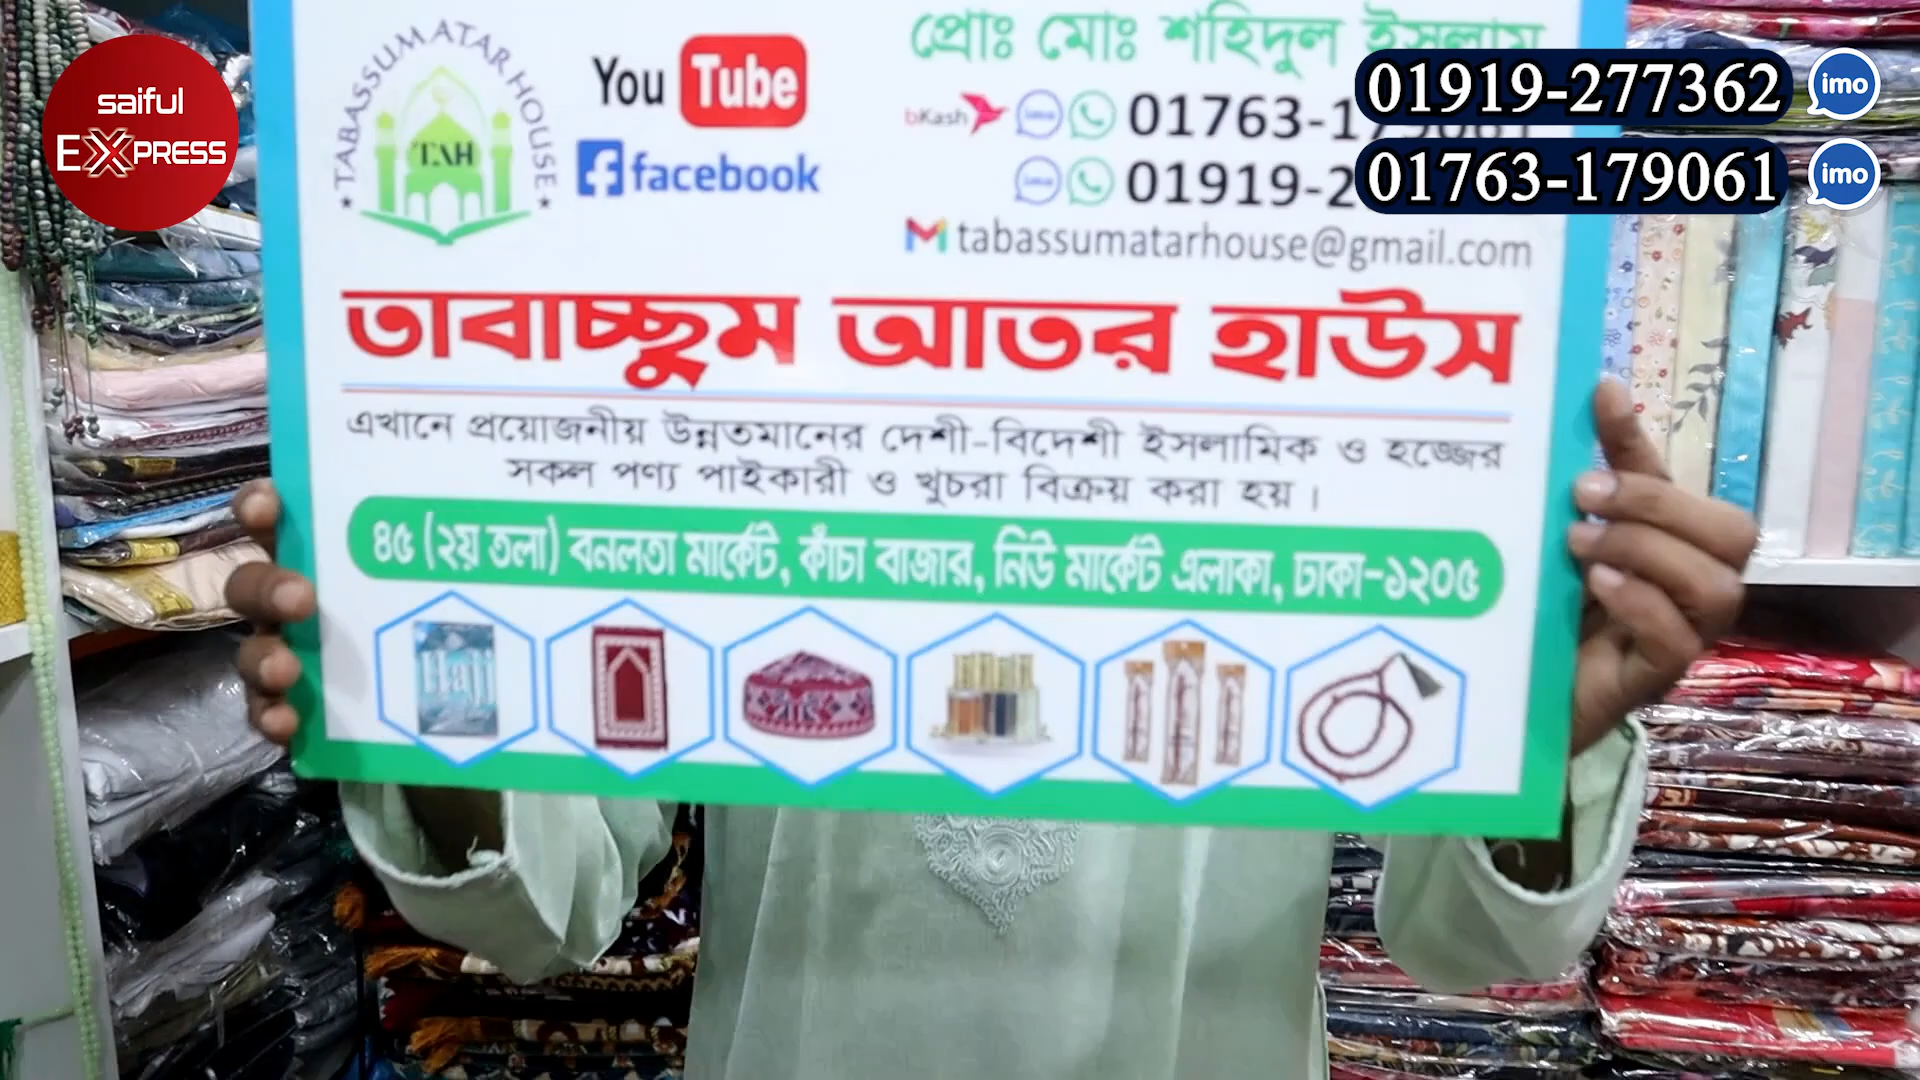 saiful
EXPRESS
TABASSUM ATAR HOUSE
TAH
You Tube
facebook
প্রোঃ মোঃ শহিদুল ইসলাম
bKash 01763-179061
01919-2
01919-277362 imo
01763-179061 imo
tabassumatarhouse@gmail.com
তাবাচ্ছুম আতর হাউস
এখানে প্রয়োজনীয় উন্নতমানের দেশী-বিদেশী ইসলামিক ও হজ্জের
সকল পণ্য পাইকারী ও খুচরা বিক্রয় করা হয়।
৪৫ (২য় তলা) বনলতা মার্কেট, কাঁচা বাজার, নিউ মার্কেট এলাকা, ঢাকা-১২০৫
Hajj